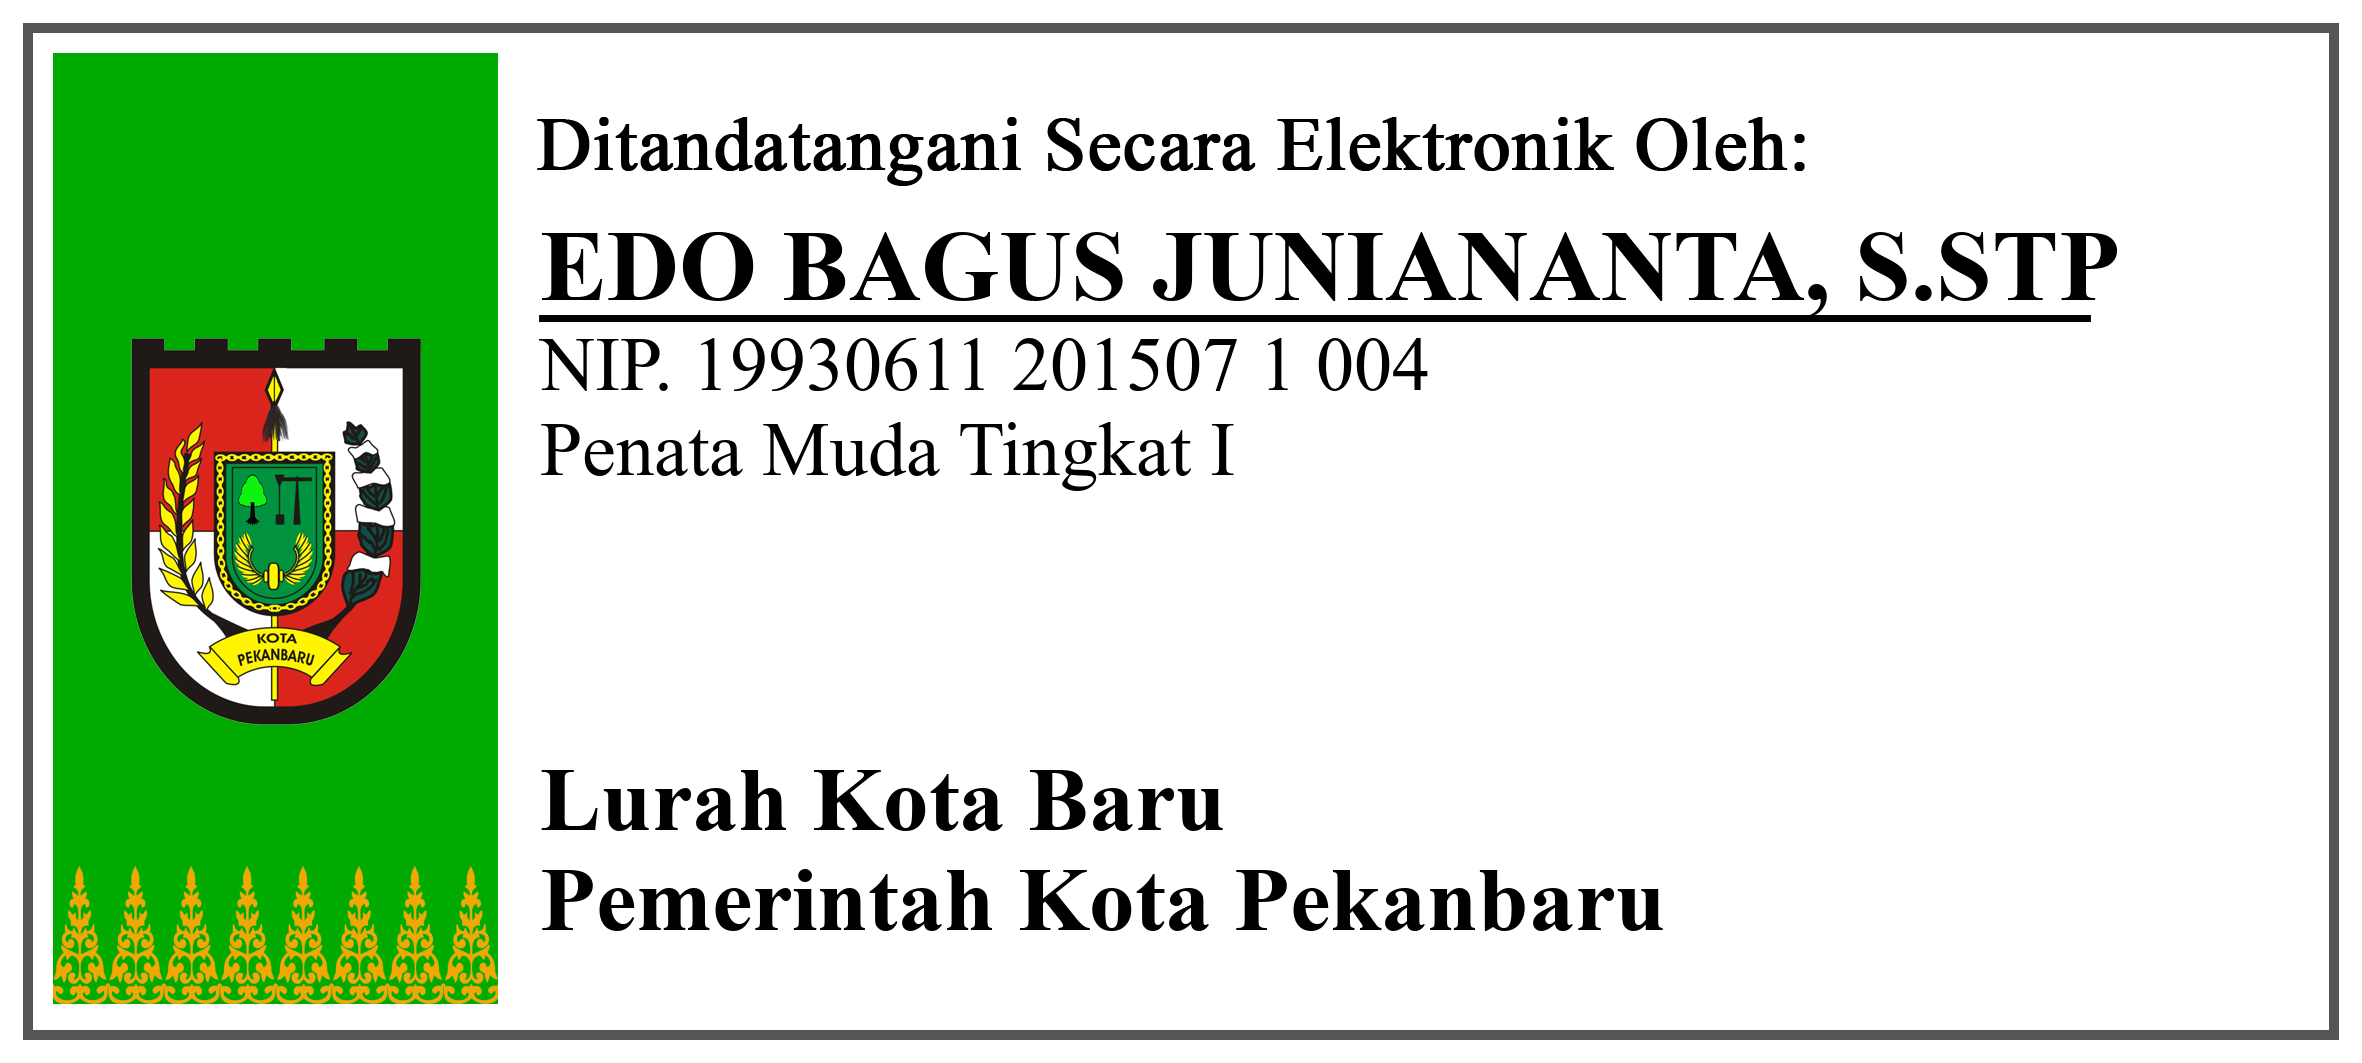 KOTA
PEKANBARU
Ditandatangani Secara Elektronik Oleh:
EDO BAGUS JUNIANANTA, S.STP
NIP. 19930611 201507 1 004
Penata Muda Tingkat I
Lurah Kota Baru
Pemerintah Kota Pekanbaru